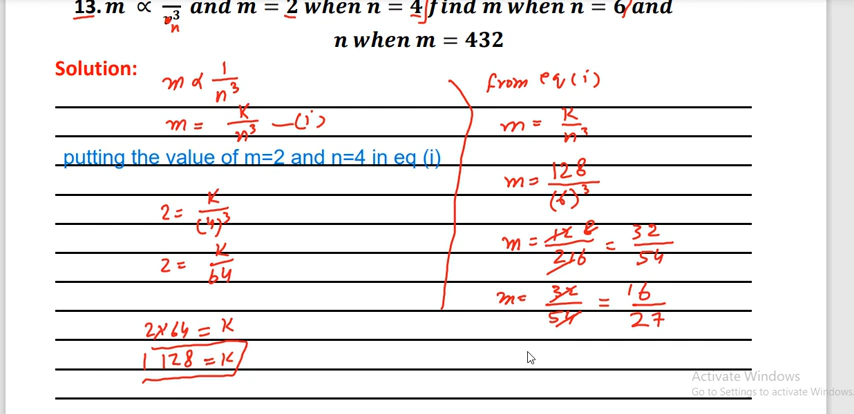 13. m ∝ 1/v³ and m = 2 when n = 4 find m when n = 6 and
n
n when m = 432
Solution:
m ∝ 1/n³
m = K/n³ —(i)
putting the value of m=2 and n=4 in eq (i)
2 = K/(4)³
2 = K/64
2×64 = K
128 = K
from eq(i)
m = K/n³
m = 128/(6)³
m = 128/216 = 32/54
m = 32/54 = 16/27
Activate Windows
Go to Settings to activate Windows.